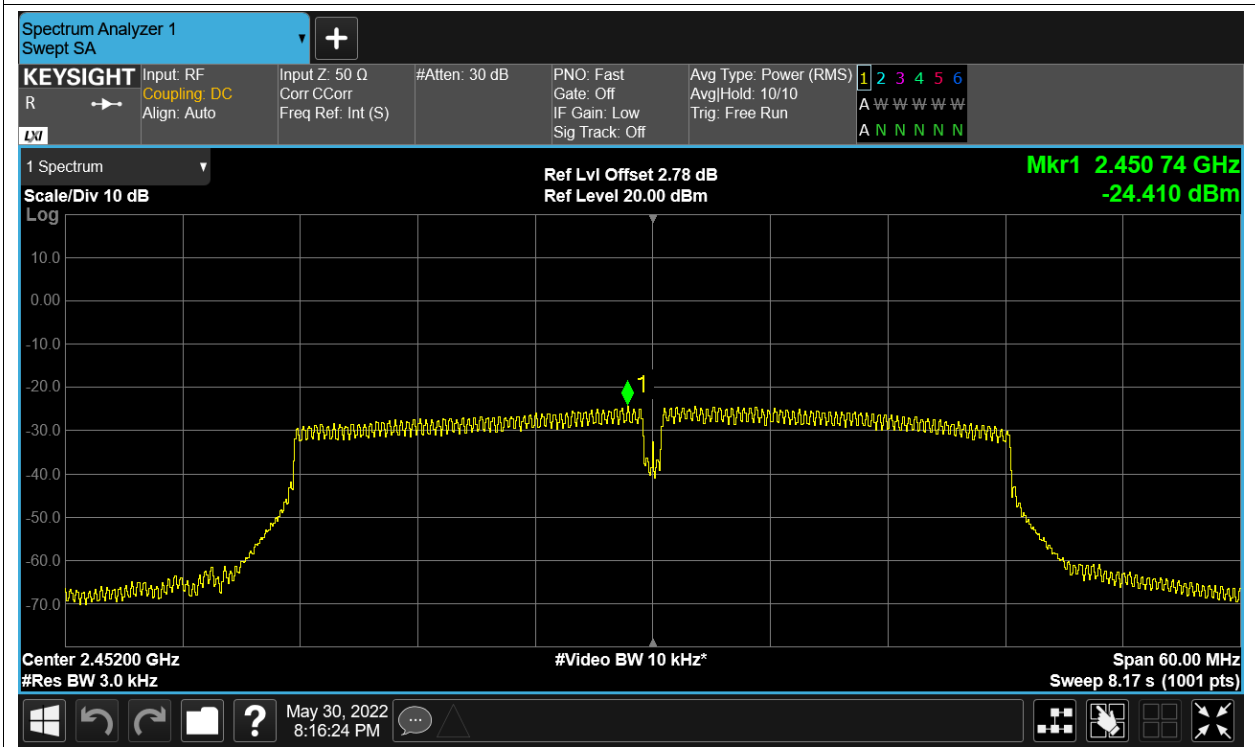 Spectrum Analyzer 1
Swept SA
+
KEYSIGHT Input: RF Input Z: 50 Ω #Atten: 30 dB PNO: Fast Avg Type: Power (RMS) 1 2 3 4 5 6
R Coupling: DC Corr CCorr Gate: Off Avg|Hold: 10/10 A W W W W W
Align: Auto Freq Ref: Int (S) IF Gain: Low Trig: Free Run
LXI Sig Track: Off A N N N N N
1 Spectrum Ref Lvl Offset 2.78 dB Mkr1 2.450 74 GHz
Scale/Div 10 dB Ref Level 20.00 dBm -24.410 dBm
Log
10.0
0.00
-10.0
-20.0
1
-30.0
-40.0
-50.0
-60.0
-70.0
Center 2.45200 GHz #Video BW 10 kHz* Span 60.00 MHz
#Res BW 3.0 kHz Sweep 8.17 s (1001 pts)
? May 30, 2022
8:16:24 PM